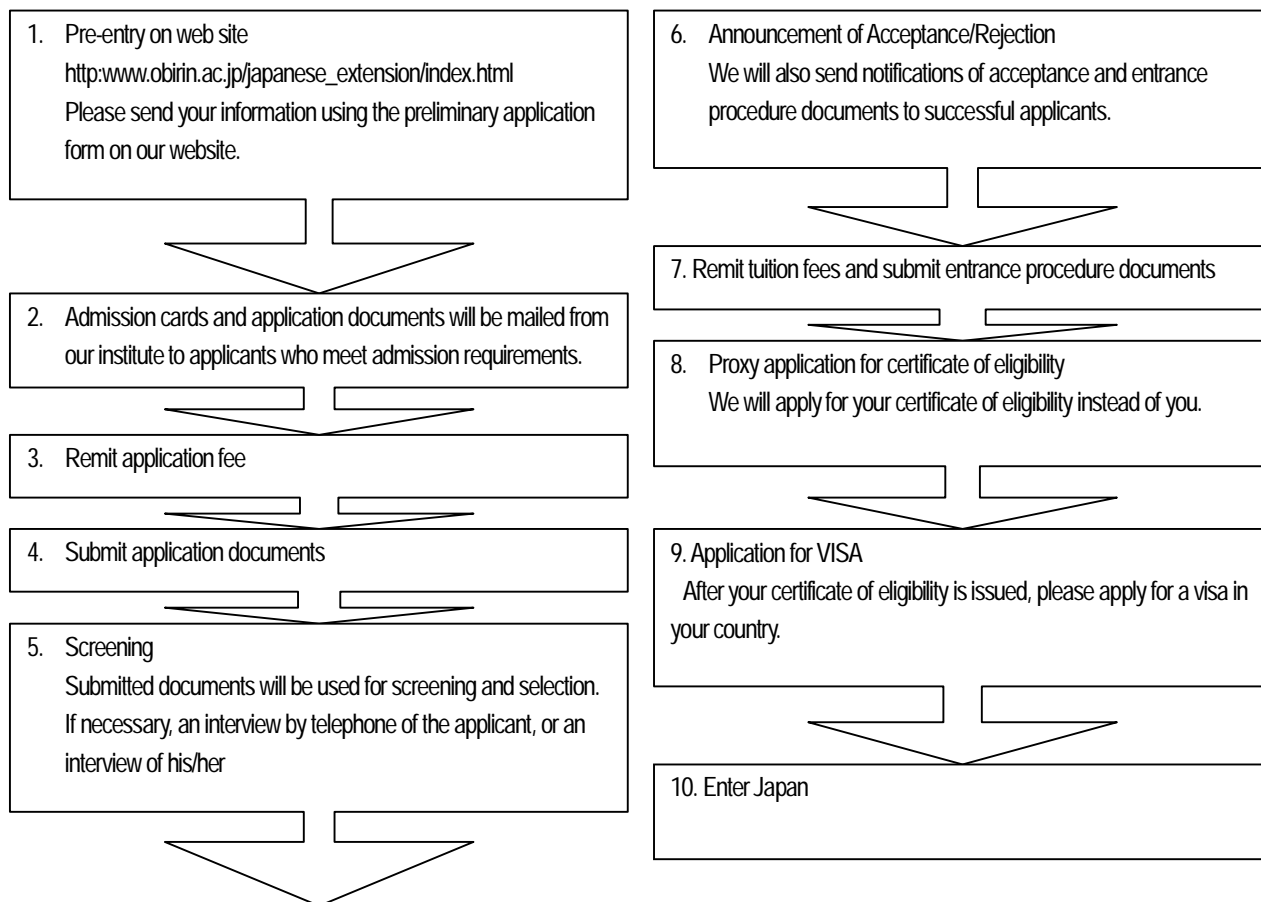 1. Pre-entry on web site
http:www.obirin.ac.jp/japanese_extension/index.html
Please send your information using the preliminary application
form on our website.
2. Admission cards and application documents will be mailed from
our institute to applicants who meet admission requirements.
3. Remit application fee
4. Submit application documents
5. Screening
Submitted documents will be used for screening and selection.
If necessary, an interview by telephone of the applicant, or an
interview of his/her
6. Announcement of Acceptance/Rejection
We will also send notifications of acceptance and entrance
procedure documents to successful applicants.
7. Remit tuition fees and submit entrance procedure documents
8. Proxy application for certificate of eligibility
We will apply for your certificate of eligibility instead of you.
9. Application for VISA
After your certificate of eligibility is issued, please apply for a visa in
your country.
10. Enter Japan